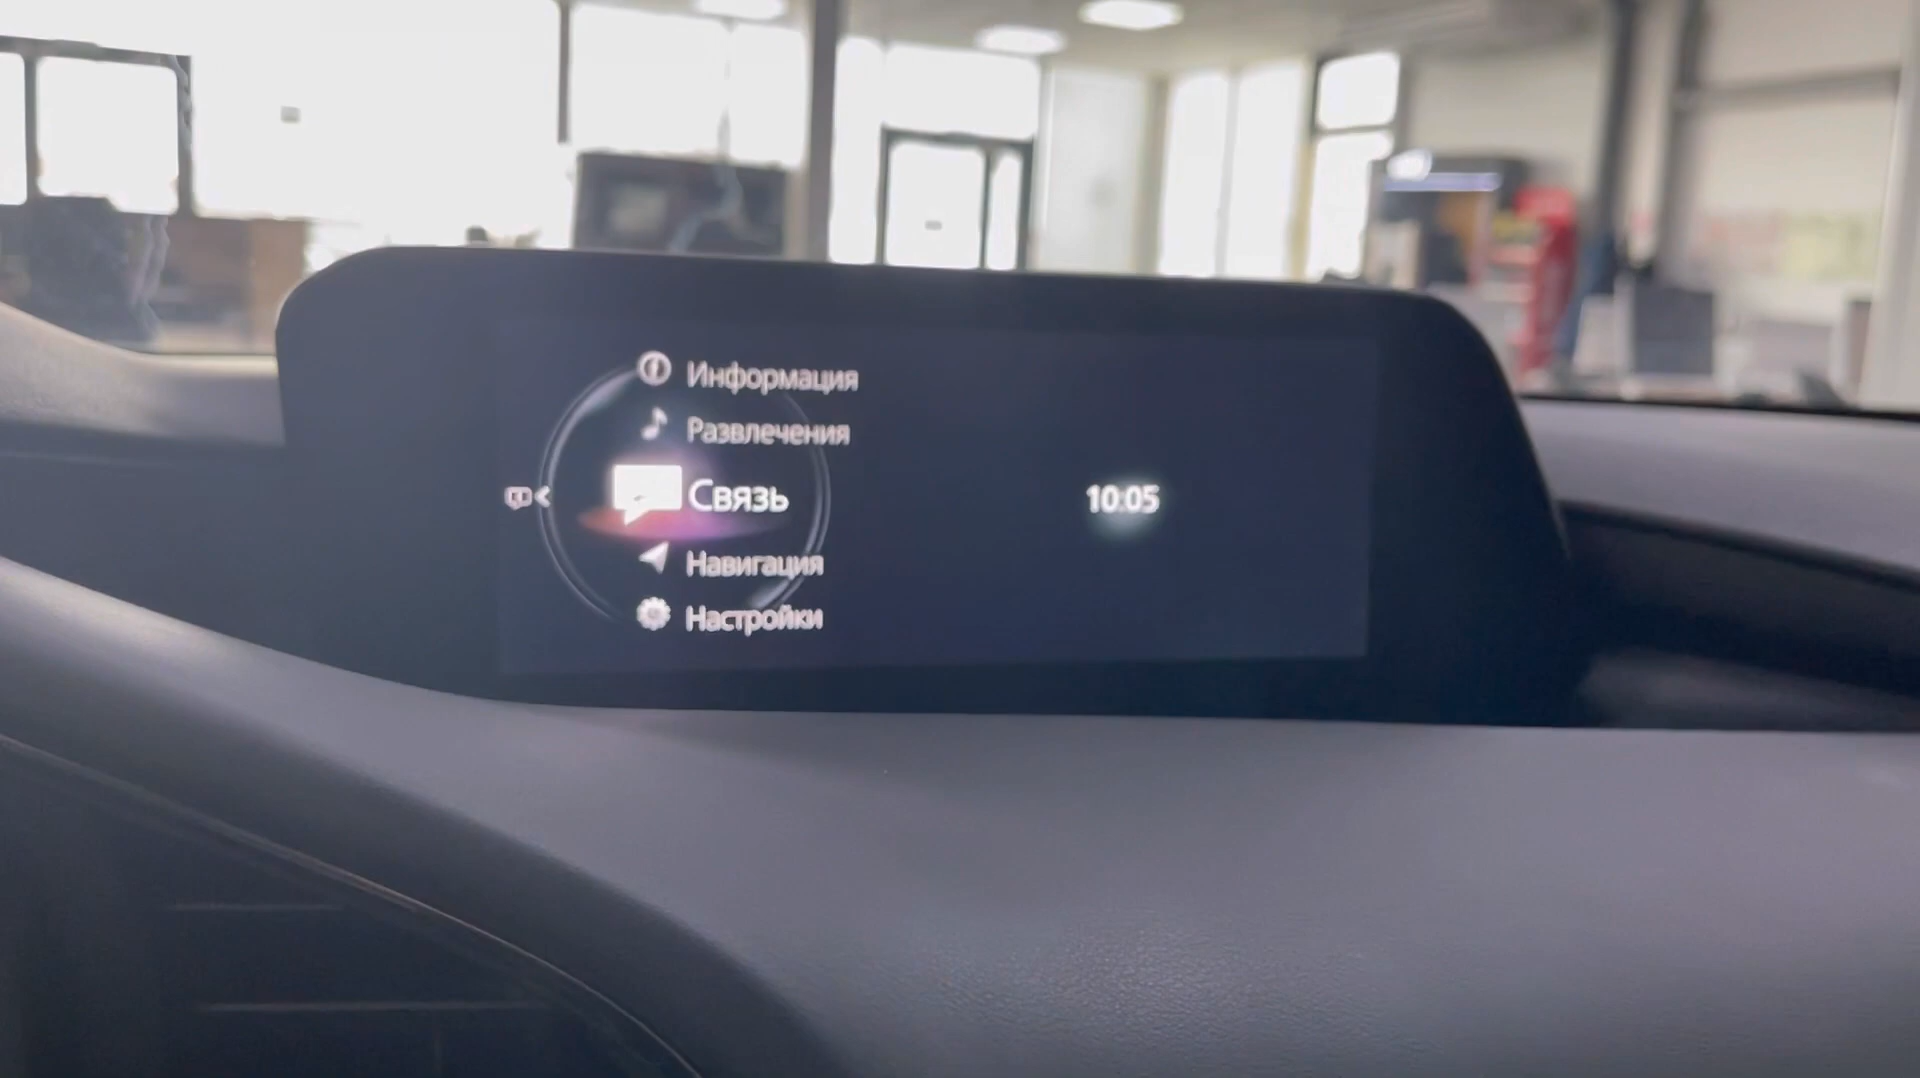 Информация
Развлечения
Связь
Навигация
Настройки
10:05